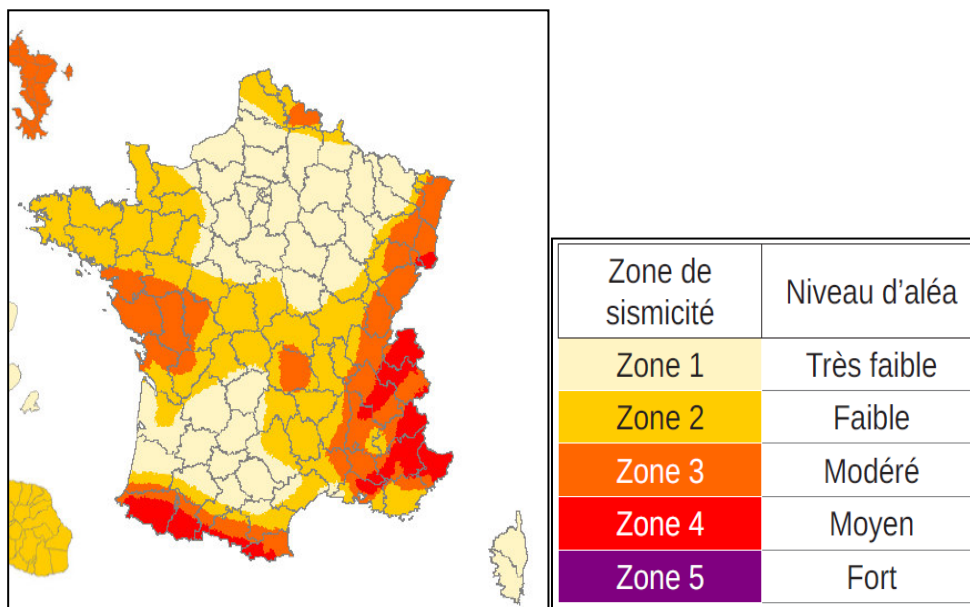 Zone de sismicité Niveau d’aléa
Zone 1 Très faible
Zone 2 Faible
Zone 3 Modéré
Zone 4 Moyen
Zone 5 Fort